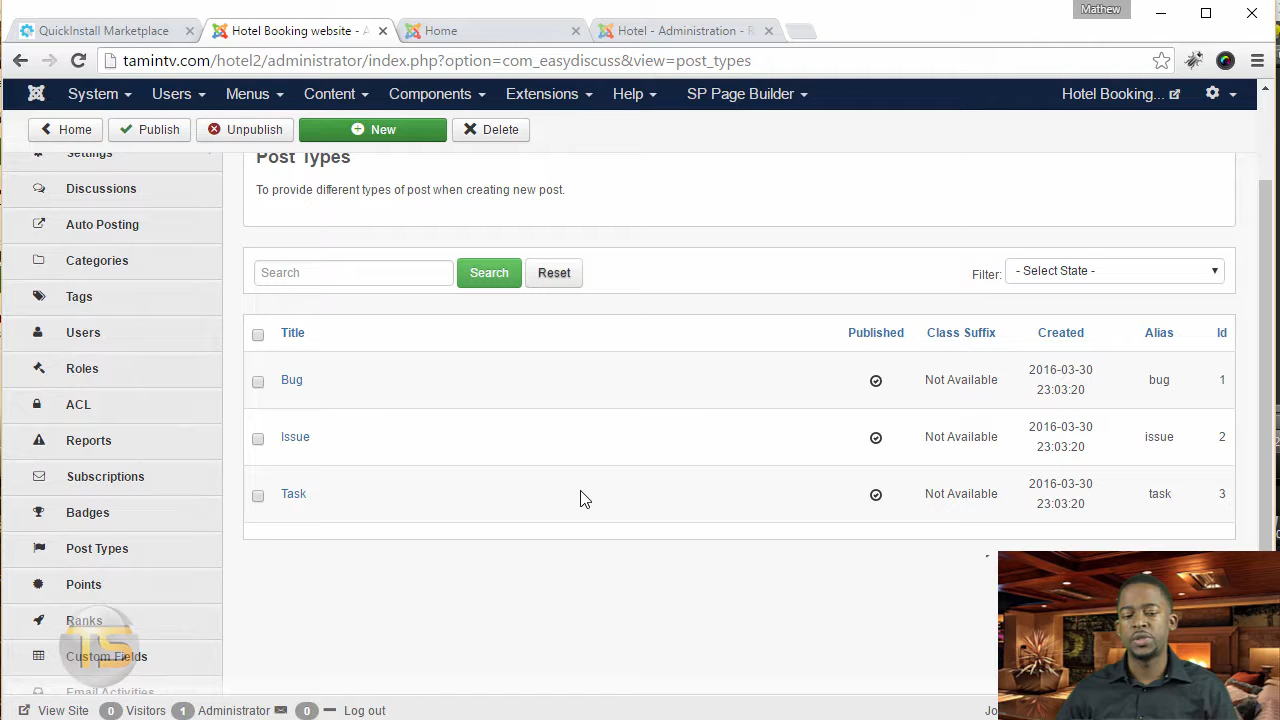 Mathew
QuickInstall Marketplace
Hotel Booking website - A
Home
Hotel - Administration - R
tamintv.com/hotel2/administrator/index.php?option=com_easydiscuss&view=post_types
System Users Menus Content Components Extensions Help SP Page Builder Hotel Booking...
Home Publish Unpublish New Delete
Settings
Discussions
Auto Posting
Categories
Tags
Users
Roles
ACL
Reports
Subscriptions
Badges
Post Types
Points
Ranks
Custom Fields
Email Activities
Post Types
To provide different types of post when creating new post.
Search Search Reset Filter: - Select State -
Title Published Class Suffix Created Alias Id
Bug Not Available 2016-03-30 23:03:20 bug 1
Issue Not Available 2016-03-30 23:03:20 issue 2
Task Not Available 2016-03-30 23:03:20 task 3
TS
View Site 0 Visitors 1 Administrator 0 Log out